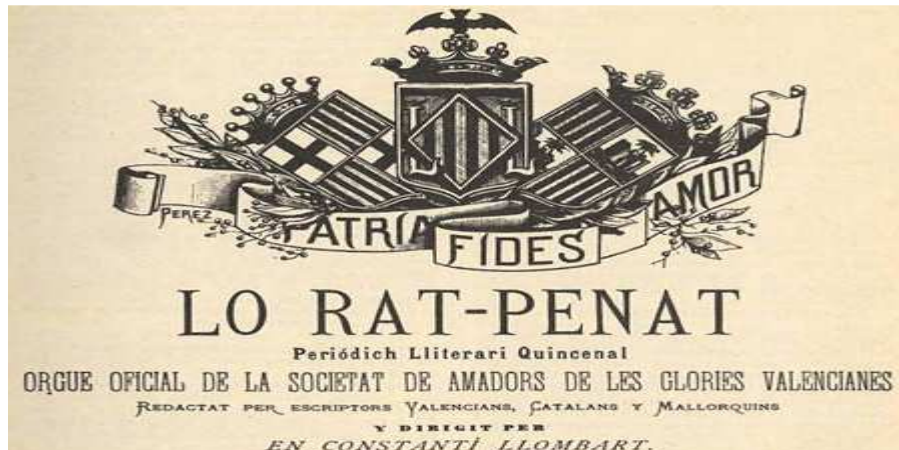 PEREZ
PATRIA FIDES AMOR
LO RAT-PENAT
Periódich Lliterari Quincenal
ORGUE OFICIAL DE LA SOCIETAT DE AMADORS DE LES GLORIES VALENCIANES
REDACTAT PER ESCRIPTORS VALENCIANS, CATALANS Y MALLORQUINS
Y DIRIGIT PER
EN CONSTANTÍ LLOMBART.